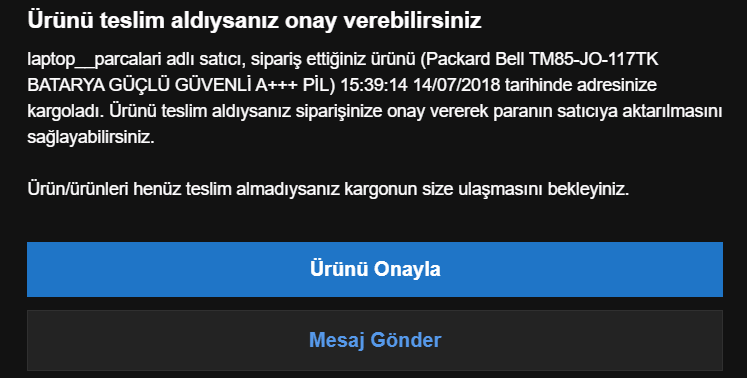 Ürünü teslim aldıysanız onay verebilirsiniz
laptop__parcalari adlı satıcı, sipariş ettiğiniz ürünü (Packard Bell TM85-JO-117TK
BATARYA GÜÇLÜ GÜVENLİ A+++ PİL) 15:39:14 14/07/2018 tarihinde adresinize
kargoladı. Ürünü teslim aldıysanız siparişinize onay vererek paranın satıcıya aktarılmasını
sağlayabilirsiniz.
Ürün/ürünleri henüz teslim almadıysanız kargonun size ulaşmasını bekleyiniz.
Ürünü Onayla
Mesaj Gönder